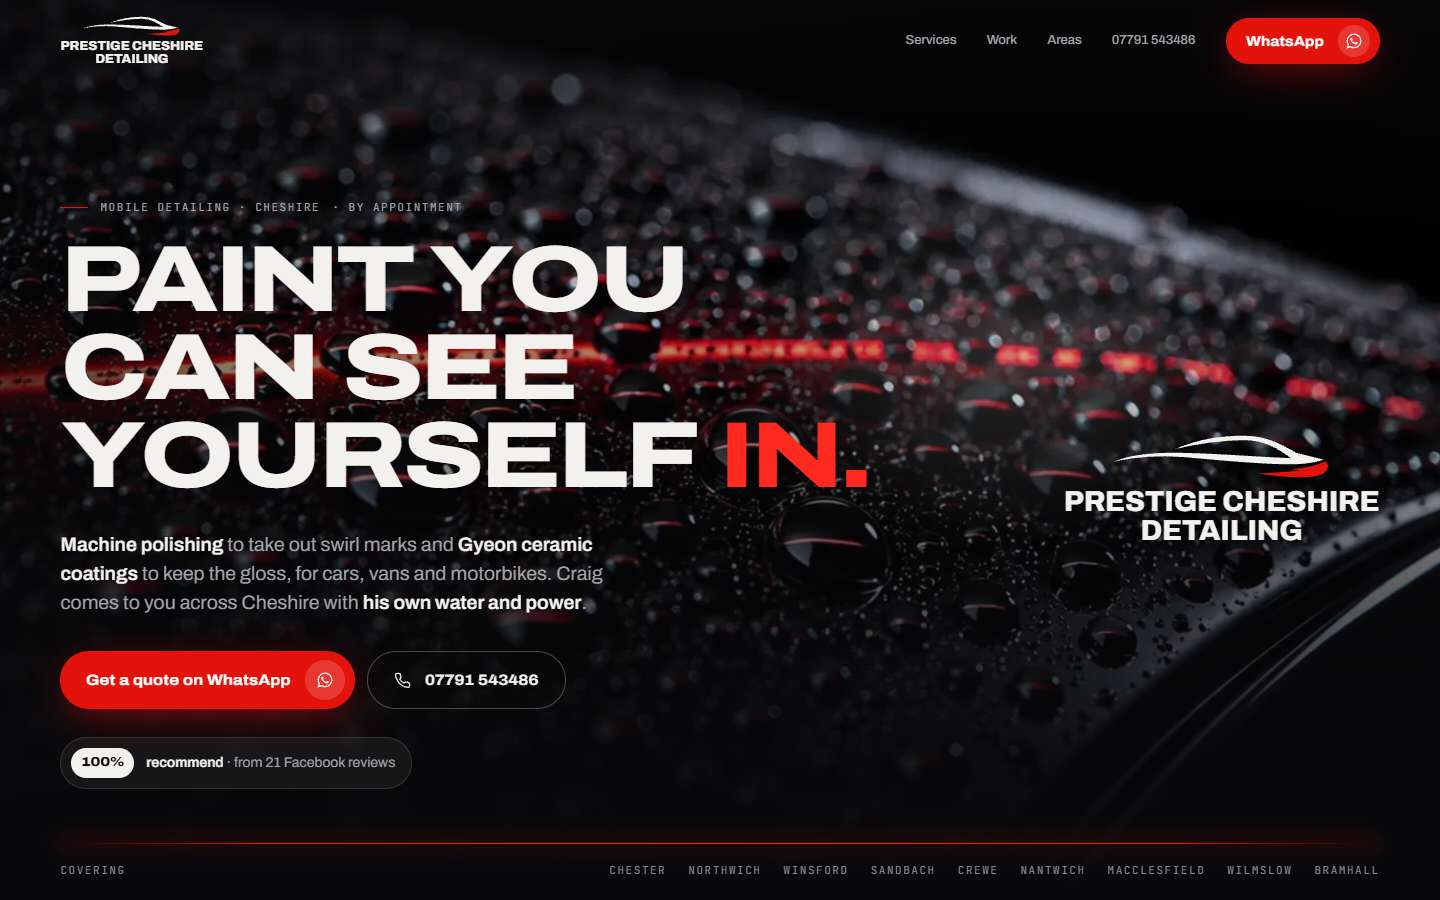 PRESTIGE CHESHIRE
DETAILING
Services Work Areas 07791 543486 WhatsApp
MOBILE DETAILING · CHESHIRE · BY APPOINTMENT
PAINT YOU
CAN SEE
YOURSELF IN.
PRESTIGE CHESHIRE
DETAILING
Machine polishing to take out swirl marks and Gyeon ceramic
coatings to keep the gloss, for cars, vans and motorbikes. Craig
comes to you across Cheshire with his own water and power.
Get a quote on WhatsApp 07791 543486
100% recommend · from 21 Facebook reviews
COVERING CHESTER NORTHWICH WINSFORD SANDBACH CREWE NANTWICH MACCLESFIELD WILMSLOW BRAMHALL